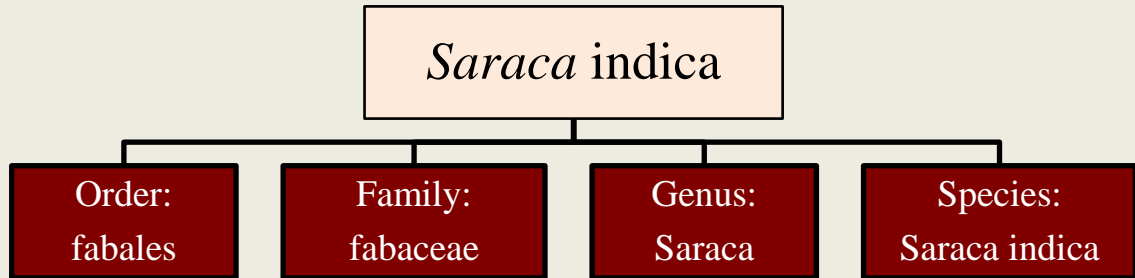 Saraca indica
Order:
fabales
Family:
fabaceae
Genus:
Saraca
Species:
Saraca indica